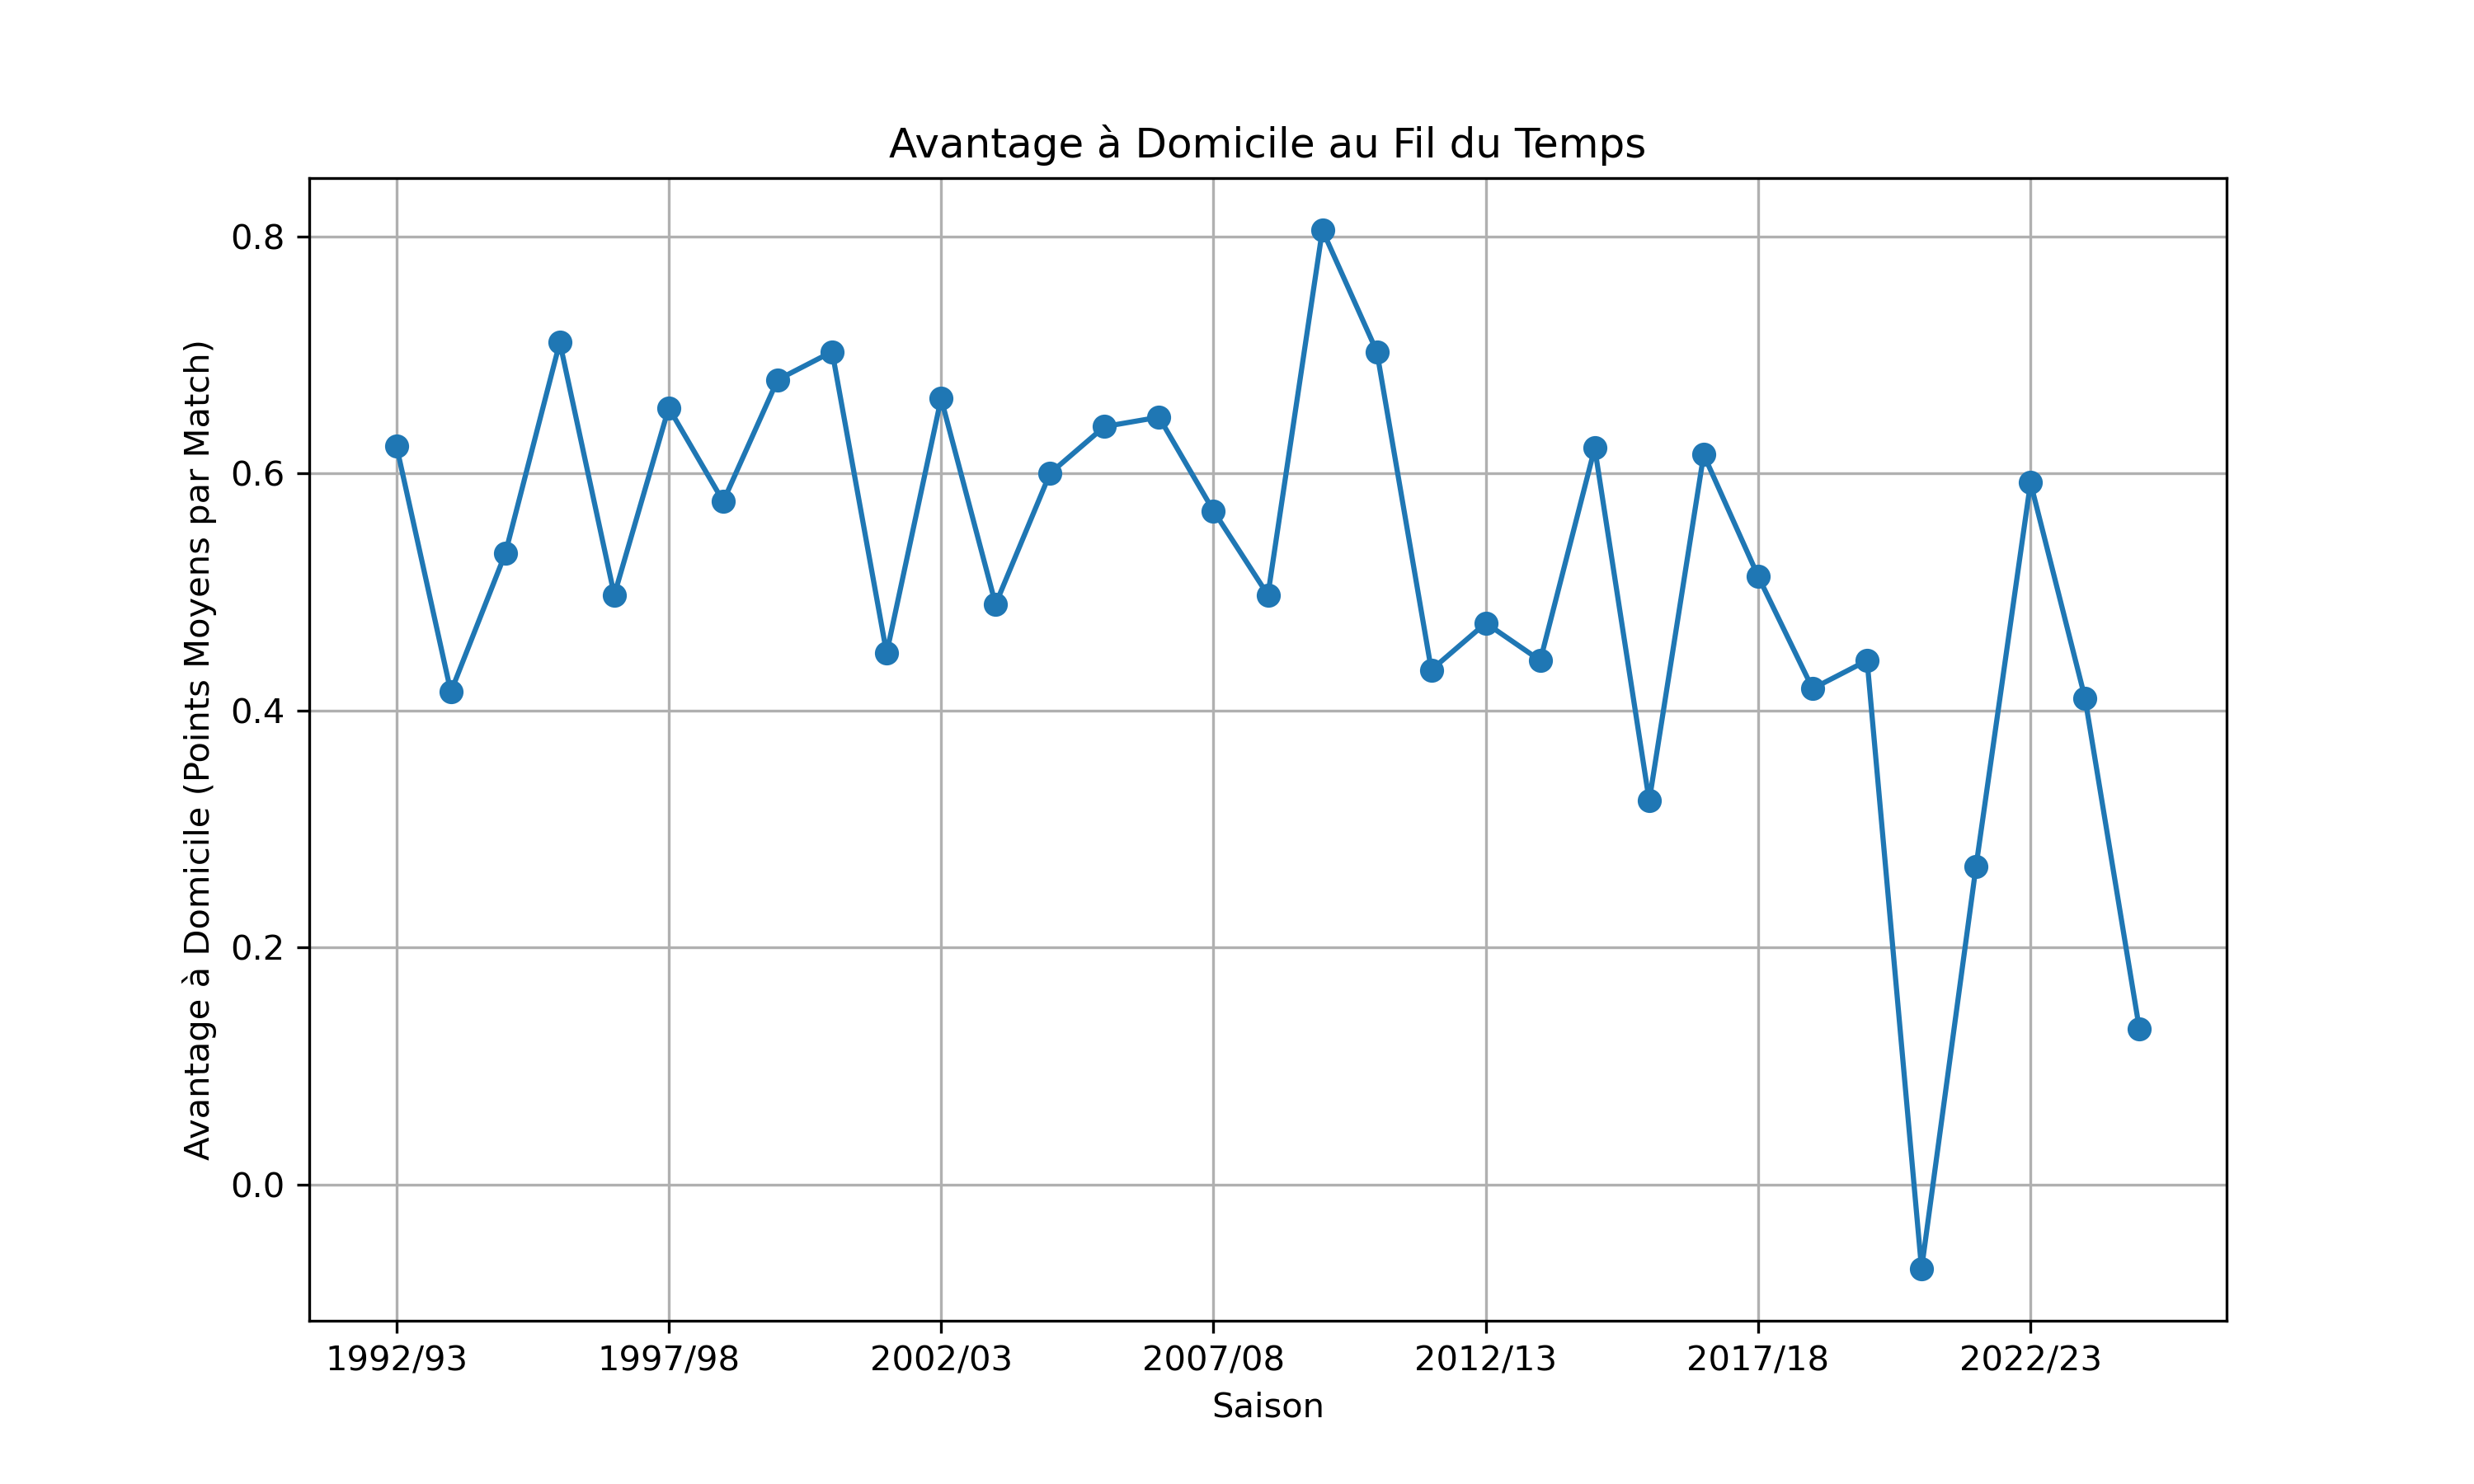 Avantage à Domicile au Fil du Temps
Avantage à Domicile (Points Moyens par Match)
0.8
0.6
0.4
0.2
0.0
1992/93 1997/98 2002/03 2007/08 2012/13 2017/18 2022/23
Saison